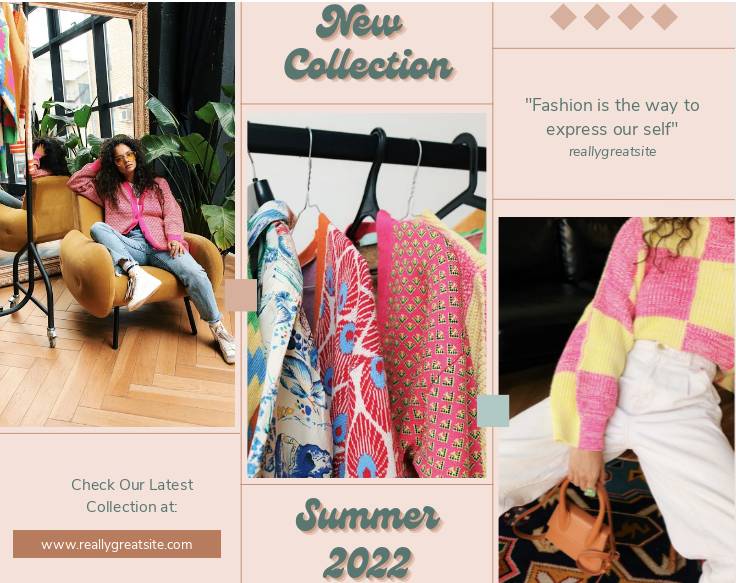 New
Collection
"Fashion is the way to
express our self"
reallygreatsite
Check Our Latest
Collection at:
www.reallygreatsite.com
Summer
2022